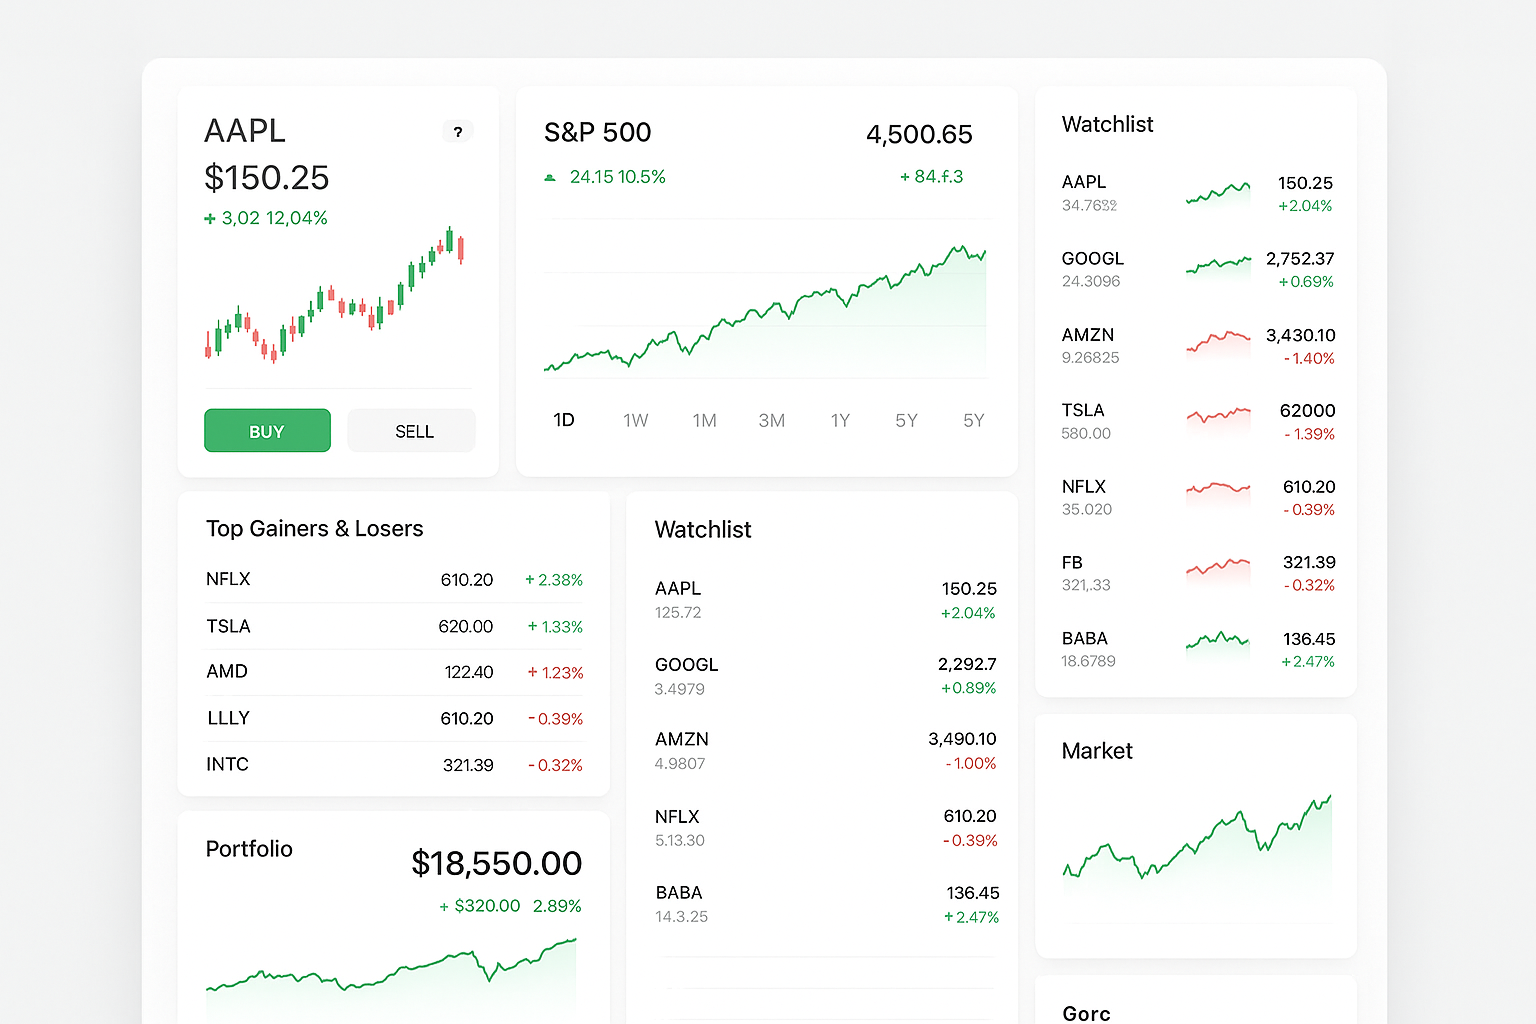 AAPL
?
$150.25
+ 3,02 12,04%
BUY
SELL
S&P 500
4,500.65
24.15 10.5%
+ 84.f.3
1D 1W 1M 3M 1Y 5Y 5Y
Watchlist
AAPL 150.25
+2.04%
GOOGL 2,752.37
24.3096 +0.69%
AMZN 3,430.10
9.26825 -1.40%
TSLA 62000
580.00 -1.39%
NFLX 610.20
35.020 -0.39%
FB 321.39
321,.33 -0.32%
BABA 136.45
18.6789 +2.47%
Top Gainers & Losers
NFLX 610.20 +2.38%
TSLA 620.00 +1.33%
AMD 122.40 +1.23%
LLLY 610.20 -0.39%
INTC 321.39 -0.32%
Watchlist
AAPL 150.25
125.72 +2.04%
GOOGL 2,292.7
3.4979 +0.89%
AMZN 3,490.10
4.9807 -1.00%
NFLX 610.20
5.13.30 -0.39%
BABA 136.45
14.3.25 +2.47%
Market
Portfolio
$18,550.00
+ $320.00 2.89%
Gorc